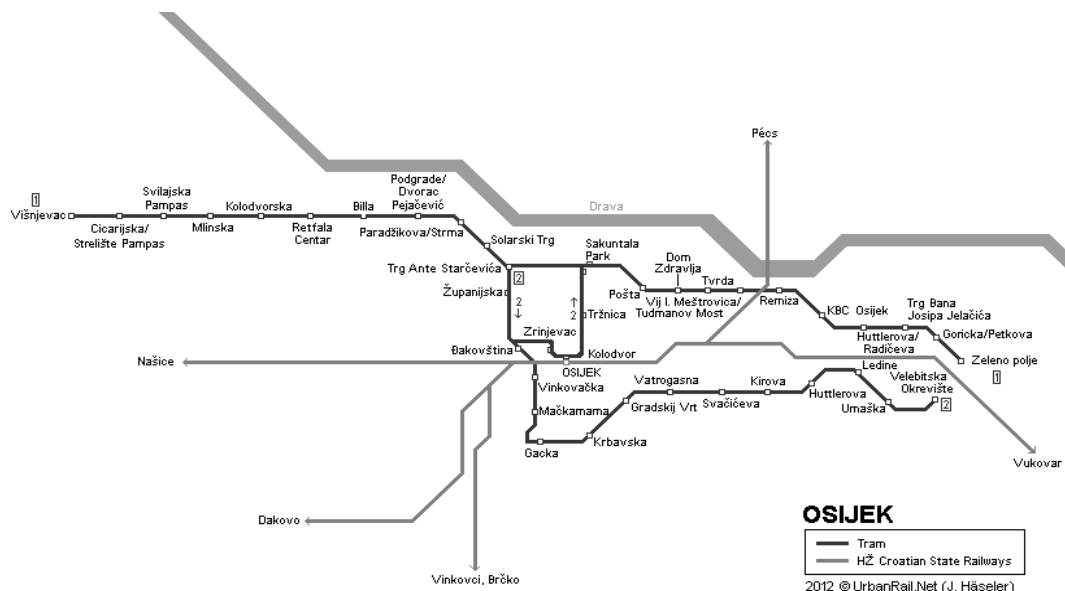 Pécs
Podgrade/
Dvorac
Pejačević
1
Svilajska
Pampas
Kolodvorska
Billa
Drava
Višnjevac
Cicarijska/
Strelište Pampas
Mlinska
Retfala
Centar
Paradžikova/Strma
Solarski Trg
Sakuntala
Park
Dom
Zdravlja
Tvrda
Trg Ante Starčevića
2
Županijska
2
2
Tržnica
Pošta
Vij I. Meštrovica/
Tudmanov Most
Remiza
KBC Osijek
Trg Bana
Josipa Jelačića
Zrinjevac
Huttlerova/
Radičeva
Goricka/Petkova
Đakovština
Kolodvor
Našice
OSIJEK
Zeleno polje
1
Ledine
Velebitska
Okrevište
2
Vinkovačka
Vatrogasna
Kirova
Huttlerova
Mačkamama
Gradskij Vrt
Svačićeva
Umaška
Gacka
Krbavska
Vukovar
Dakovo
Vinkovci, Brčko
OSIJEK
Tram
HŽ Croatian State Railways
2012 © UrbanRail.Net (J. Häseler)